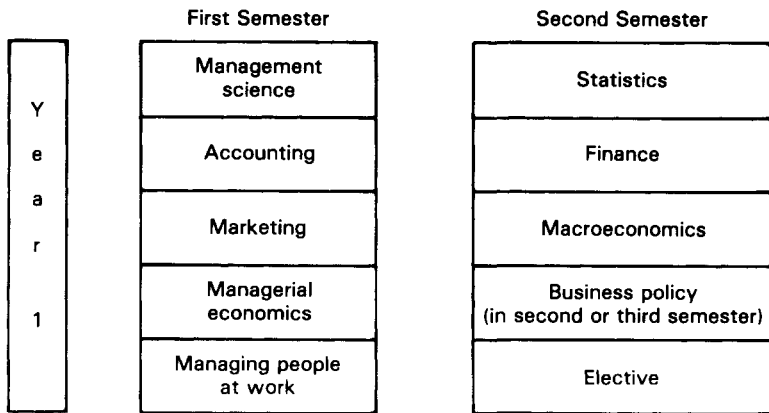 First Semester
Second Semester
Year 1
Management
science
Statistics
Accounting
Finance
Marketing
Macroeconomics
Managerial
economics
Business policy
(in second or third semester)
Managing people
at work
Elective